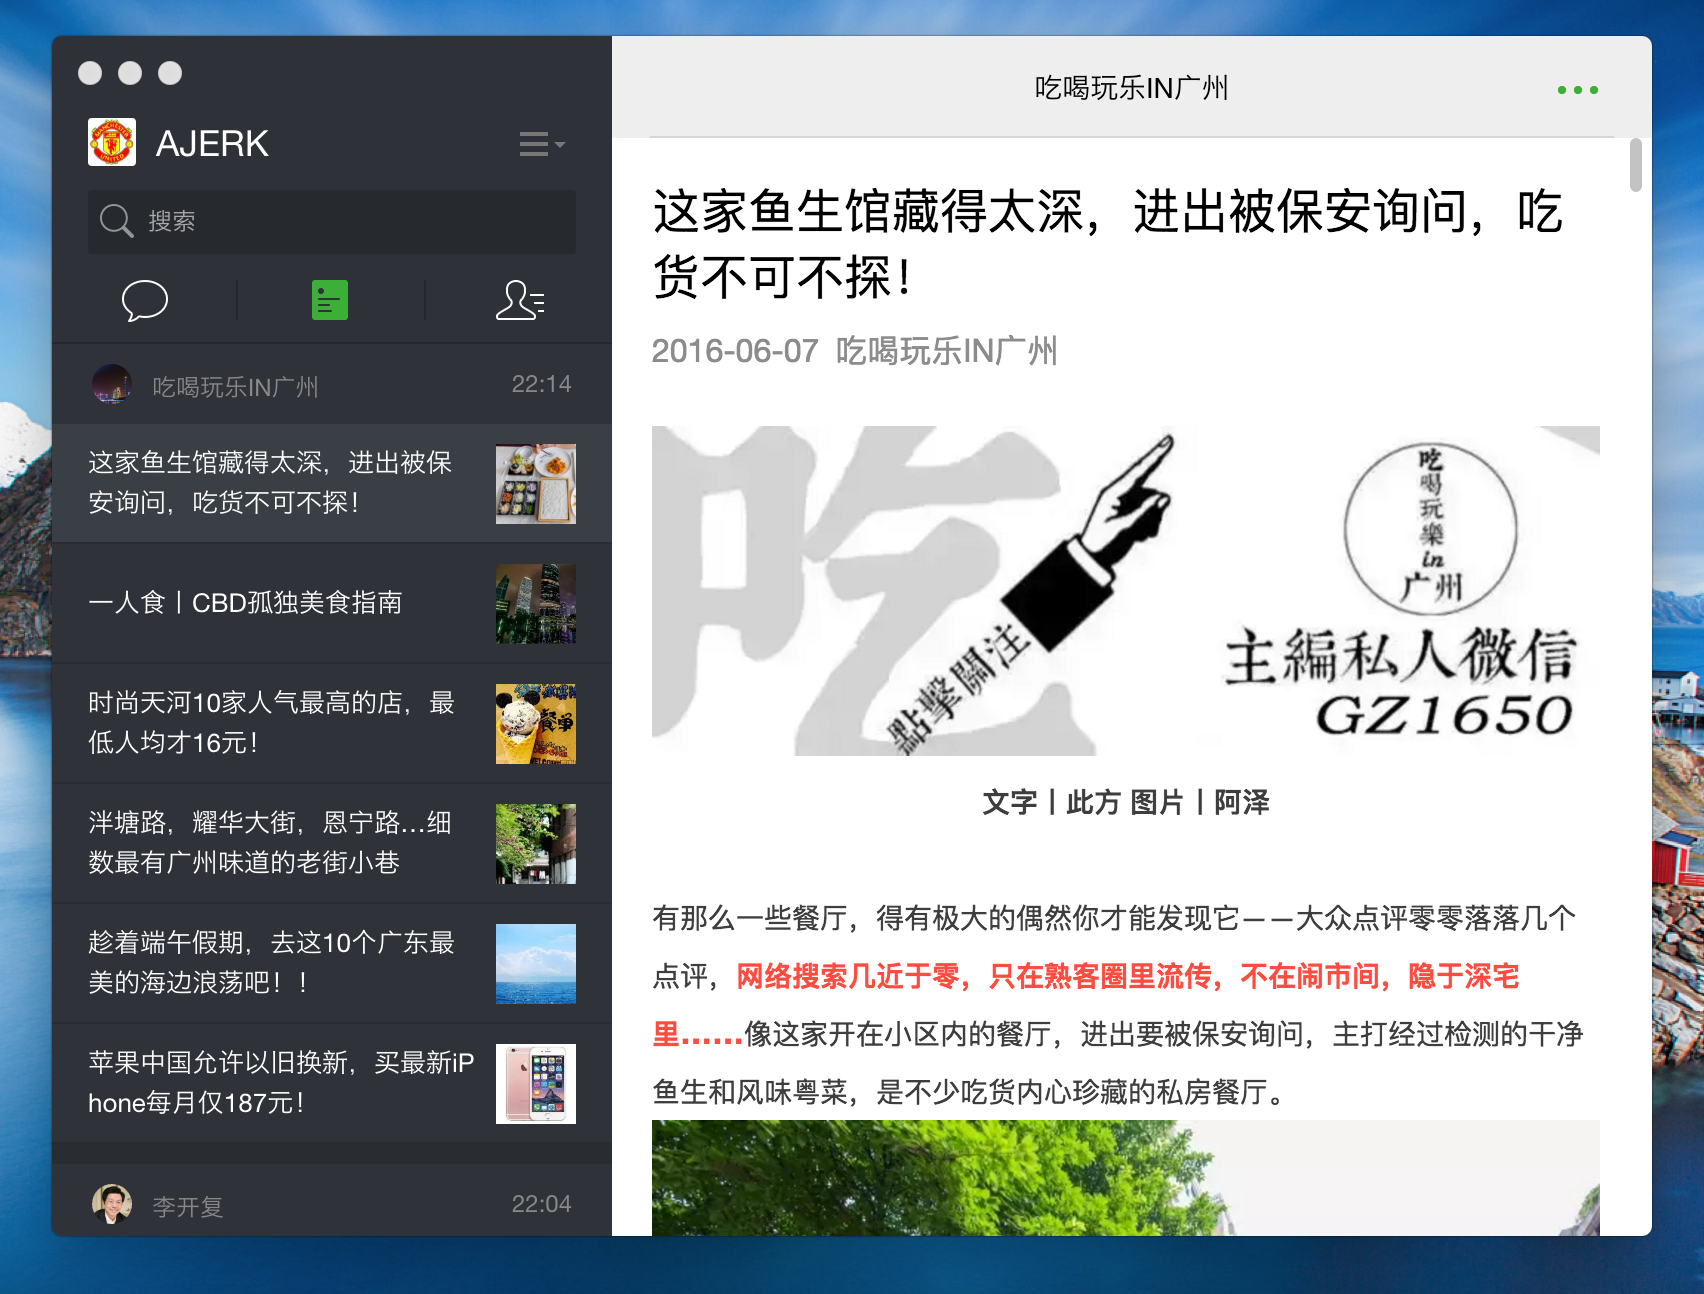 AJERK
搜索
吃喝玩乐IN广州 22:14
这家鱼生馆藏得太深，进出被保
安询问，吃货不可不探！
一人食丨CBD孤独美食指南
时尚天河10家人气最高的店，最
低人均才16元！
泮塘路，耀华大街，恩宁路...细
数最有广州味道的老街小巷
趁着端午假期，去这10个广东最
美的海边浪荡吧！！
苹果中国允许以旧换新，买最新iP
hone每月仅187元！
李开复 22:04
吃喝玩乐IN广州
这家鱼生馆藏得太深，进出被保安询问，吃
货不可不探！
2016-06-07 吃喝玩乐IN广州
吃
點擊關注
吃
喝
玩
樂
in
广州
主編私人微信
GZ1650
文字丨此方 图片丨阿泽
有那么一些餐厅，得有极大的偶然你才能发现它——大众点评零零落落几个
点评，网络搜索几近于零，只在熟客圈里流传，不在闹市间，隐于深宅
里……像这家开在小区内的餐厅，进出要被保安询问，主打经过检测的干净
鱼生和风味粤菜，是不少吃货内心珍藏的私房餐厅。